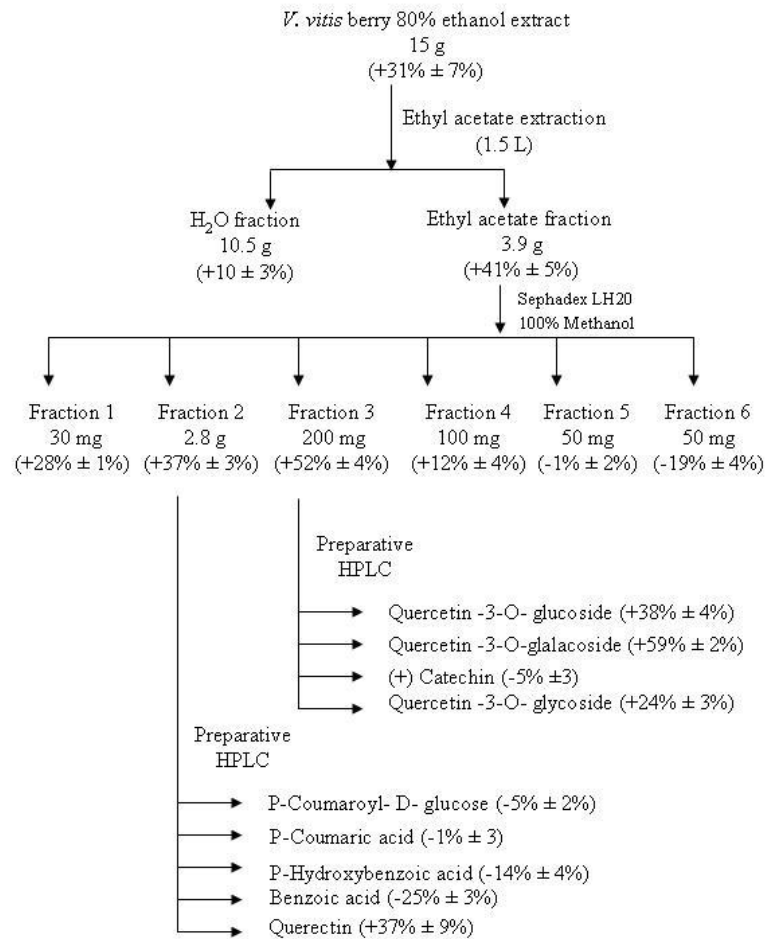 V. vitis berry 80% ethanol extract
15 g
(+31% ± 7%)
Ethyl acetate extraction
(1.5 L)
H₂O fraction
10.5 g
(+10 ± 3%)
Ethyl acetate fraction
3.9 g
(+41% ± 5%)
Sephadex LH20
100% Methanol
Fraction 1
30 mg
(+28% ± 1%)
Fraction 2
2.8 g
(+37% ± 3%)
Fraction 3
200 mg
(+52% ± 4%)
Fraction 4
100 mg
(+12% ± 4%)
Fraction 5
50 mg
(-1% ± 2%)
Fraction 6
50 mg
(-19% ± 4%)
Preparative
HPLC
Quercetin -3-O- glucoside (+38% ± 4%)
Quercetin -3-O-glalacoside (+59% ± 2%)
(+) Catechin (-5% ±3)
Quercetin -3-O- glycoside (+24% ± 3%)
Preparative
HPLC
P-Coumaroyl- D- glucose (-5% ± 2%)
P-Coumaric acid (-1% ± 3)
P-Hydroxybenzoic acid (-14% ± 4%)
Benzoic acid (-25% ± 3%)
Querectin (+37% ± 9%)